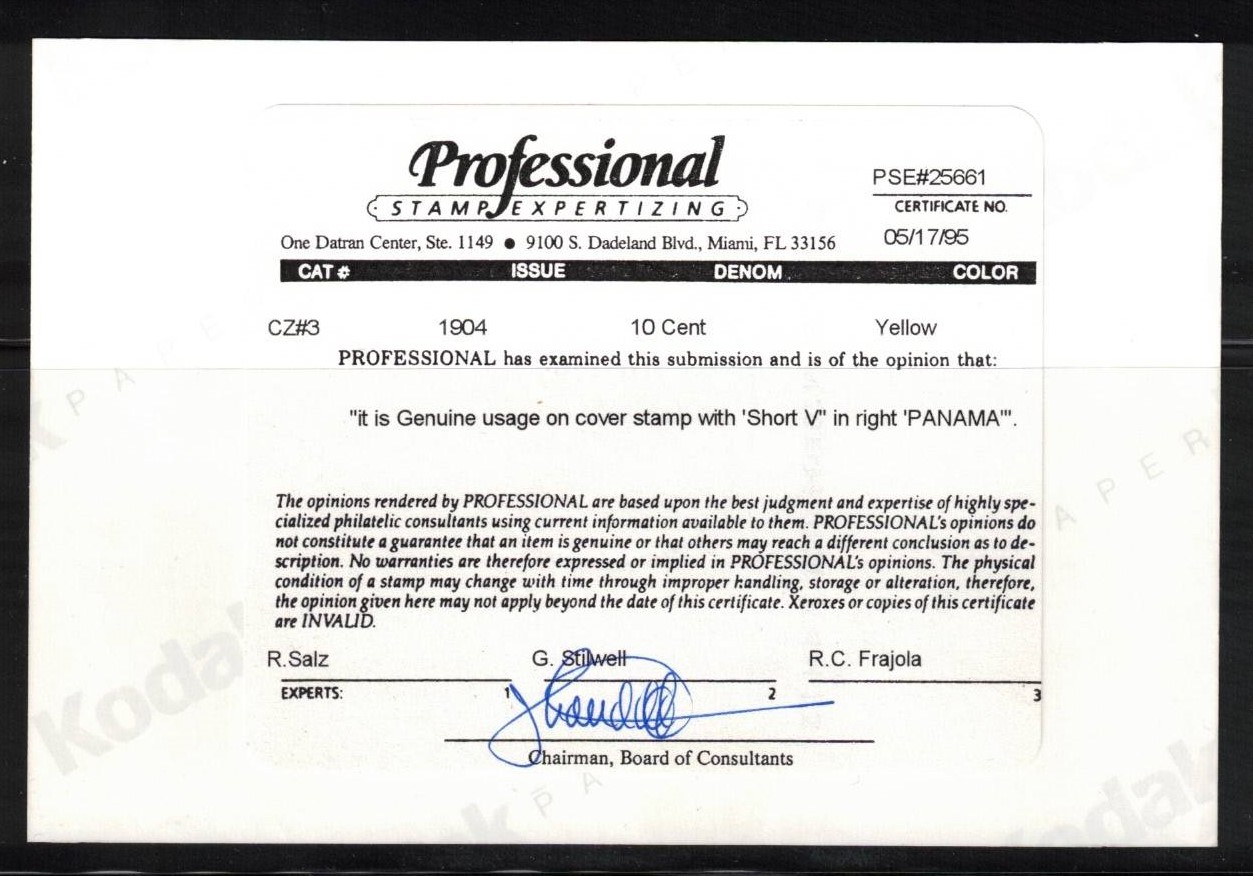 Professional
STAMP EXPERTIZING
PSE#25661
CERTIFICATE NO.
One Datran Center, Ste. 1149 ● 9100 S. Dadeland Blvd., Miami, FL 33156
05/17/95
CAT # ISSUE DENOM. COLOR
CZ#3 1904 10 Cent Yellow
PROFESSIONAL has examined this submission and is of the opinion that:
"it is Genuine usage on cover stamp with 'Short V" in right 'PANAMA'".
The opinions rendered by PROFESSIONAL are based upon the best judgment and expertise of highly spe-
cialized philatelic consultants using current information available to them. PROFESSIONAL's opinions do
not constitute a guarantee that an item is genuine or that others may reach a different conclusion as to de-
scription. No warranties are therefore expressed or implied in PROFESSIONAL's opinions. The physical
condition of a stamp may change with time through improper handling, storage or alteration, therefore,
the opinion given here may not apply beyond the date of this certificate. Xeroxes or copies of this certificate
are INVALID.
R.Salz G. Stilwell R.C. Frajola
EXPERTS: 1 2 3
Chairman, Board of Consultants
Kodak
PAPER
Kodak
PAPER
Kodak